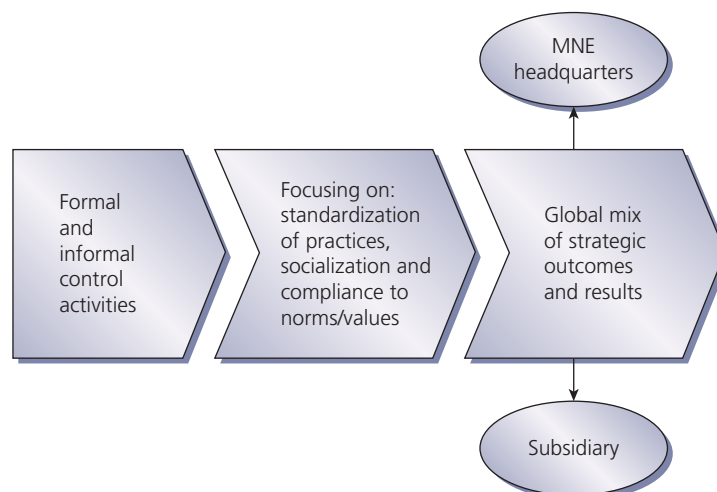 MNE
headquarters
Formal
and
informal
control
activities
Focusing on:
standardization
of practices,
socialization and
compliance to
norms/values
Global mix
of strategic
outcomes
and results
Subsidiary